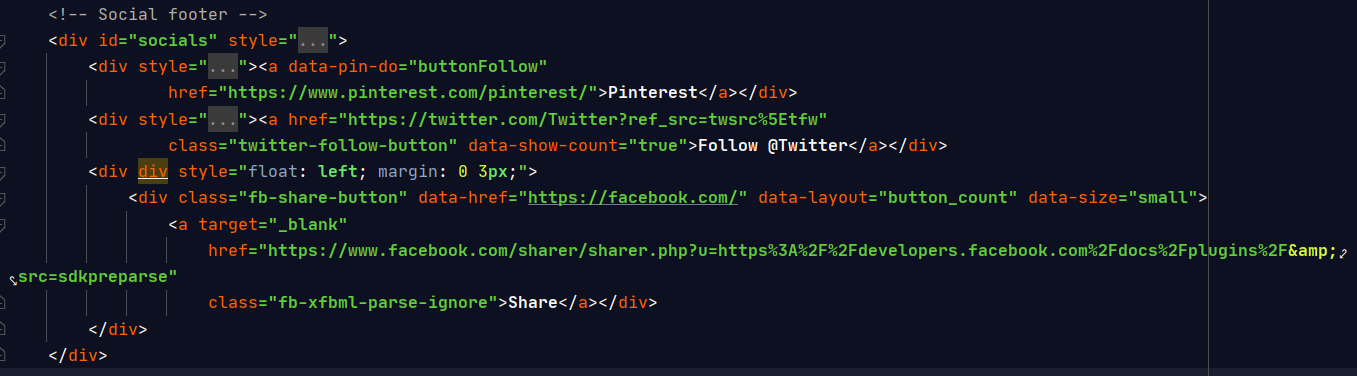 <!-- Social footer -->
<div id="socials" style="...">
<div style="..."><a data-pin-do="buttonFollow"
href="https://www.pinterest.com/pinterest/">Pinterest</a></div>
<div style="..."><a href="https://twitter.com/Twitter?ref_src=twsrc%5Etfw"
class="twitter-follow-button" data-show-count="true">Follow @Twitter</a></div>
<div div style="float: left; margin: 0 3px;">
<div class="fb-share-button" data-href="https://facebook.com/" data-layout="button_count" data-size="small">
<a target="_blank"
href="https://www.facebook.com/sharer/sharer.php?u=https%3A%2F%2Fdevelopers.facebook.com%2Fdocs%2Fplugins%2F&amp;
src=sdkpreparse"
class="fb-xfbml-parse-ignore">Share</a></div>
</div>
</div>